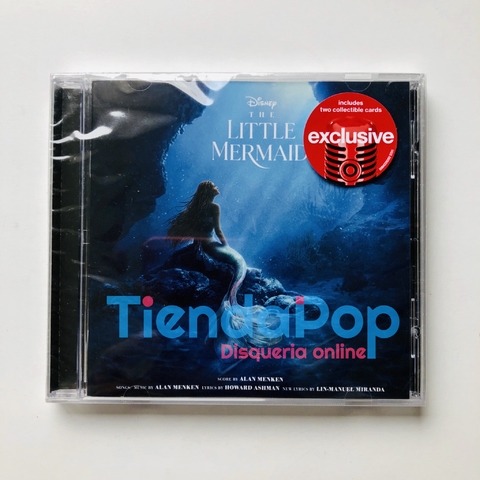 Disney
THE
LITTLE
MERMAID
includes
two collectible cards
exclusive
TiendaPop
Disqueria online
SCORE BY ALAN MENKEN
SONGS: MUSIC BY ALAN MENKEN LYRICS BY HOWARD ASHMAN NEW LYRICS BY LIN-MANUEL MIRANDA